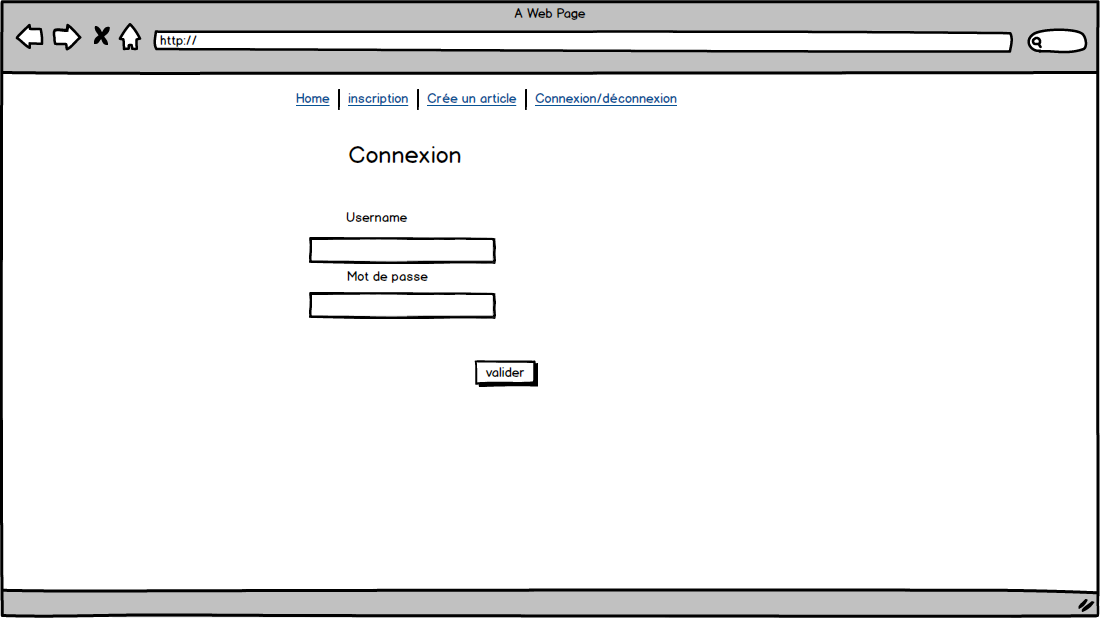 A Web Page
http://
Home inscription Crée un article Connexion/déconnexion
Connexion
Username
Mot de passe
valider